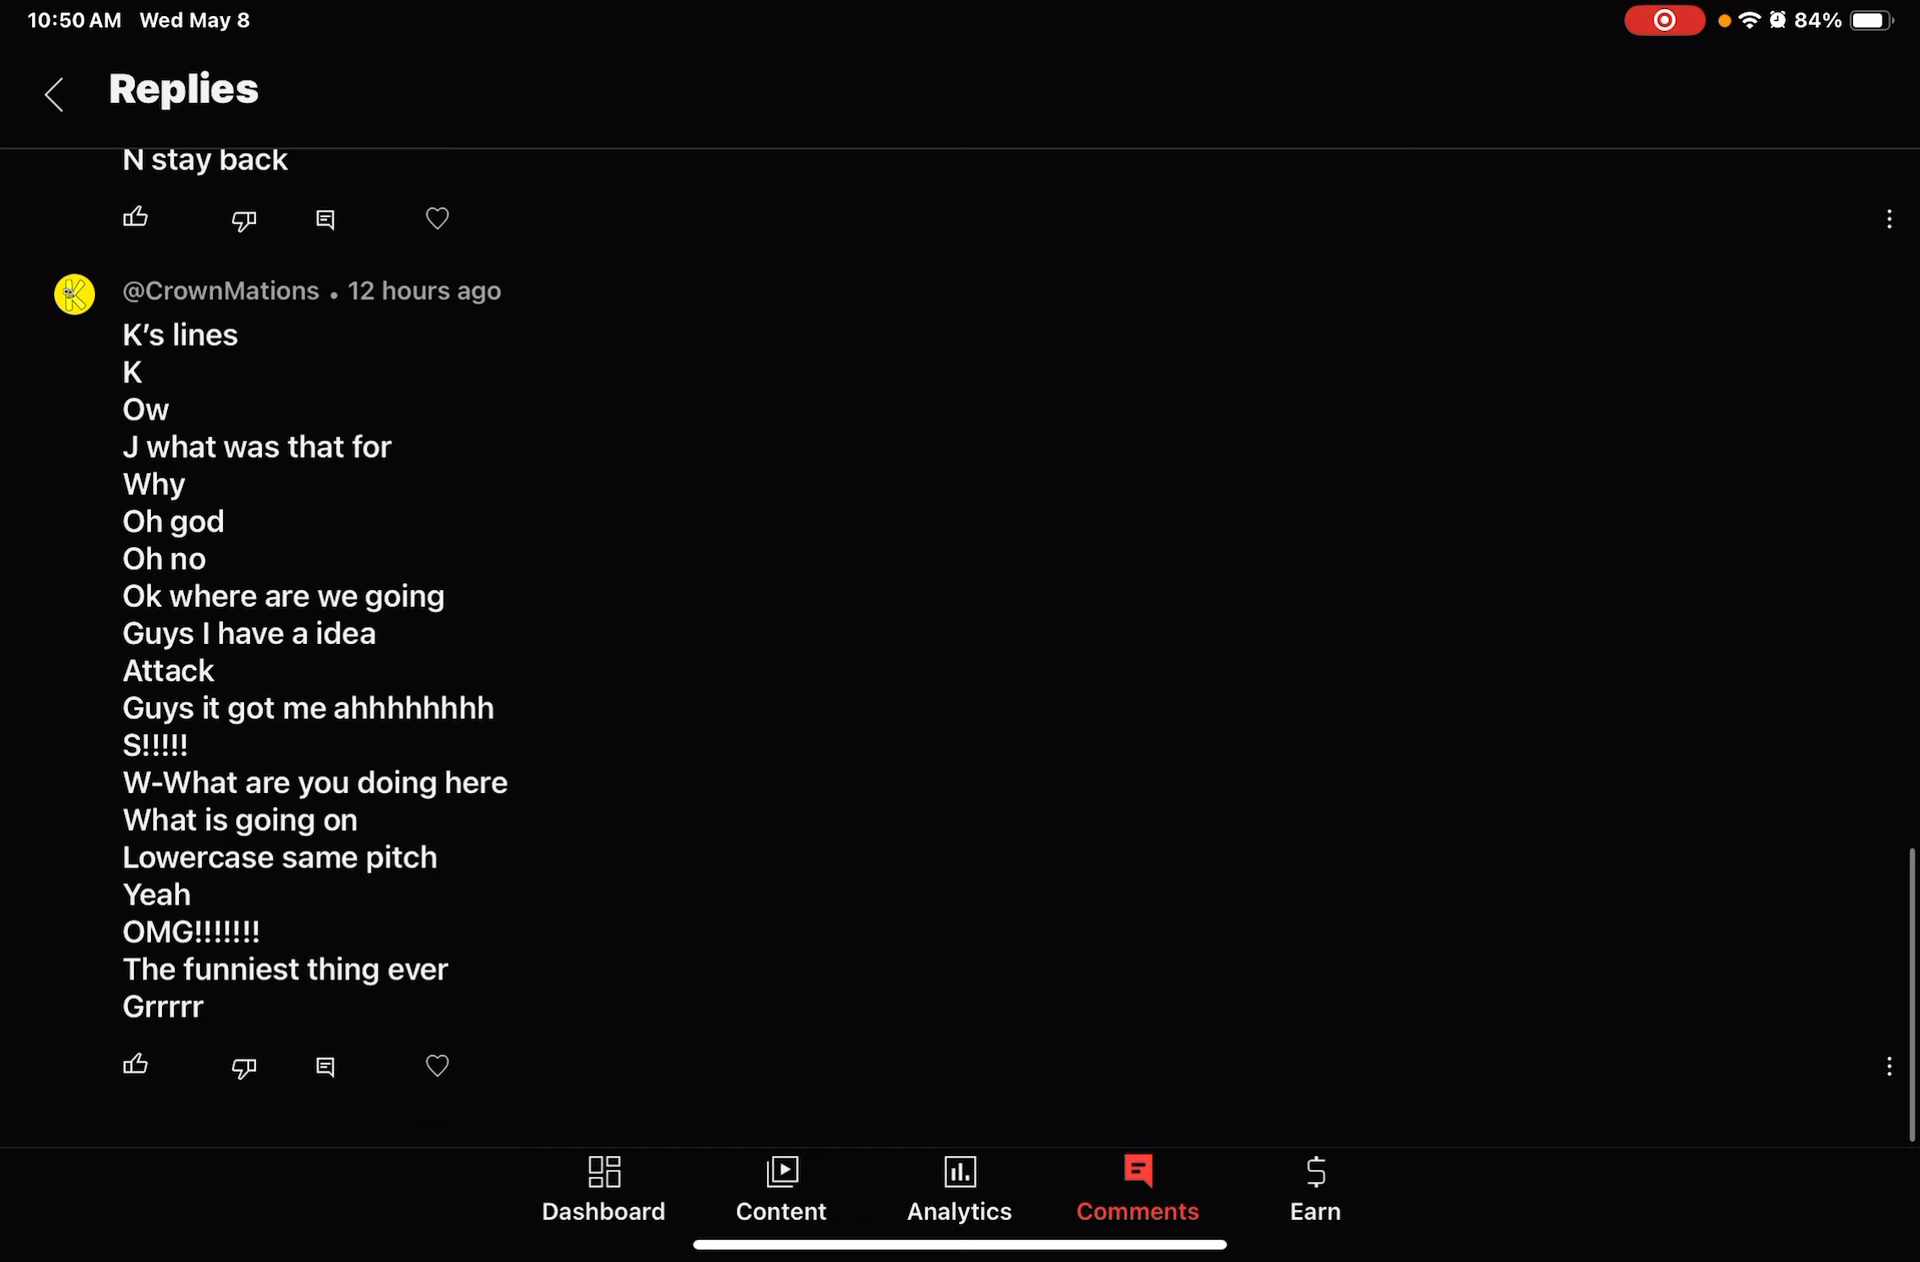 10:50 AM Wed May 8
84%
Replies
N stay back
@CrownMations • 12 hours ago
K's lines
K
Ow
J what was that for
Why
Oh god
Oh no
Ok where are we going
Guys I have a idea
Attack
Guys it got me ahhhhhhhh
S!!!!!
W-What are you doing here
What is going on
Lowercase same pitch
Yeah
OMG!!!!!!!
The funniest thing ever
Grrrrr
Dashboard
Content
Analytics
Comments
Earn